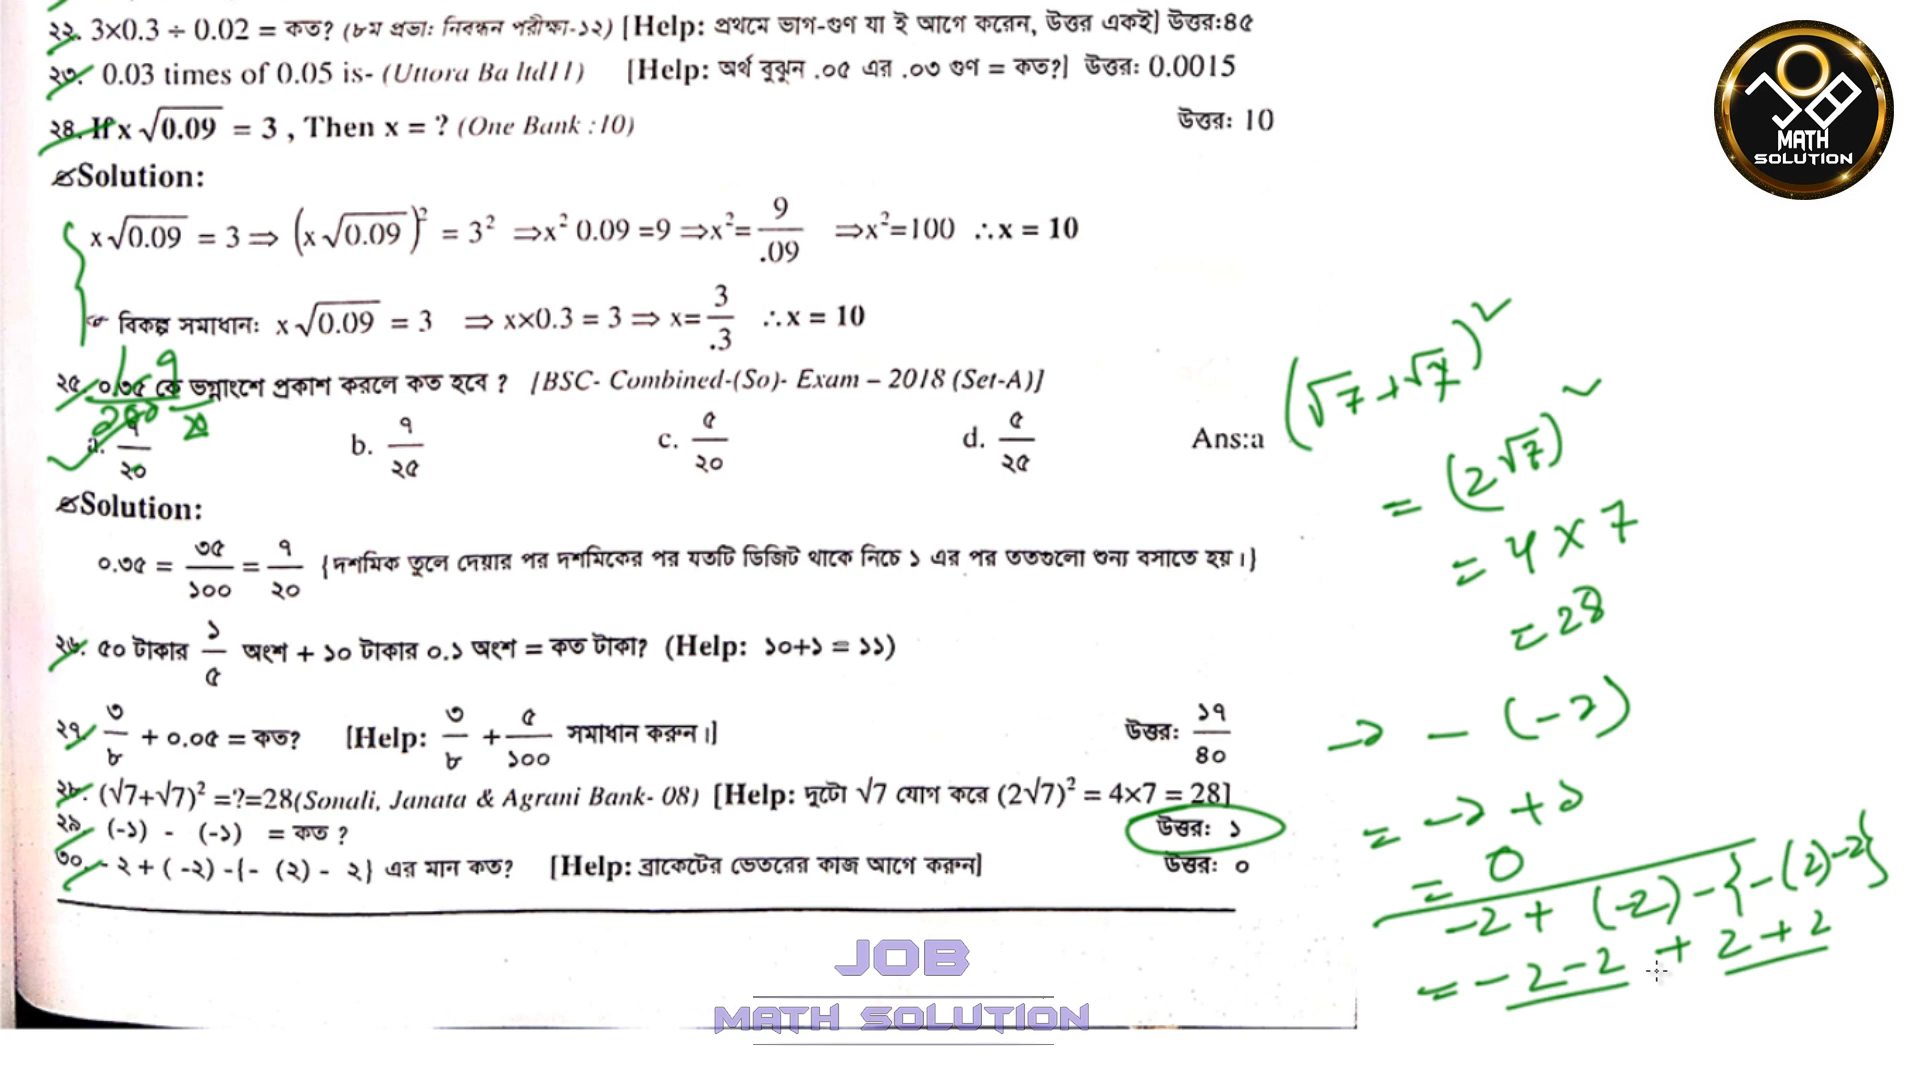 ২২. 3×0.3 ÷ 0.02 = কত? (৮ম প্রভাঃ নিবন্ধন পরীক্ষা-১২) [Help: প্রথমে ভাগ-গুণ যা ই আগে করেন, উত্তর একই] উত্তর:৪৫
২৩. 0.03 times of 0.05 is- (Uttora Ba ltd11) [Help: অর্থ বুঝুন .০৫ এর .০৩ গুণ = কত?] উত্তরঃ 0.0015
২৪. If x √0.09 = 3 , Then x = ? (One Bank :10) উত্তরঃ 10
Solution:
x√0.09 = 3 ⇒ (x√0.09)² = 3² ⇒x² 0.09 =9 ⇒x²= 9/.09 ⇒x²=100 ∴x = 10
বিকল্প সমাধানঃ x√0.09 = 3 ⇒ x×0.3 = 3 ⇒ x= 3/.3 ∴x = 10
২৫. ০.৩৫ কে ভগ্নাংশে প্রকাশ করলে কত হবে ? [BSC- Combined-(So)- Exam – 2018 (Set-A)]
a. ৭/২০ b. ৭/২৫ c. ৫/২০ d. ৫/২৫ Ans:a
Solution:
০.৩৫ = ৩৫/১০০ = ৭/২০ {দশমিক তুলে দেয়ার পর দশমিকের পর যতটি ডিজিট থাকে নিচে ১ এর পর ততগুলো শুন্য বসাতে হয়।}
২৬. ৫০ টাকার ১/৫ অংশ + ১০ টাকার ০.১ অংশ = কত টাকা? (Help: ১০+১ = ১১)
২৭. ৩/৮ + ০.০৫ = কত? [Help: ৩/৮ + ৫/১০০ সমাধান করুন।] উত্তরঃ ১৭/৪০
২৮. (√7+√7)² =?=28(Sonali, Janata & Agrani Bank- 08) [Help: দুটো √7 যোগ করে (2√7)² = 4×7 = 28]
২৯. (-১) - (-১) = কত ? উত্তরঃ ১
৩০. - ২ + ( -২) -{- (২) - ২} এর মান কত? [Help: ব্রাকেটের ভেতরের কাজ আগে করুন] উত্তরঃ ০
(√7+√7)²
= (2√7)²
= 4 × 7
= 28
-১ - (-১)
= -১ + ১
= 0
-2 + (-2) - {-(2)-2}
= -2-2 + 2+2
JOB
MATH SOLUTION
MATH
SOLUTION